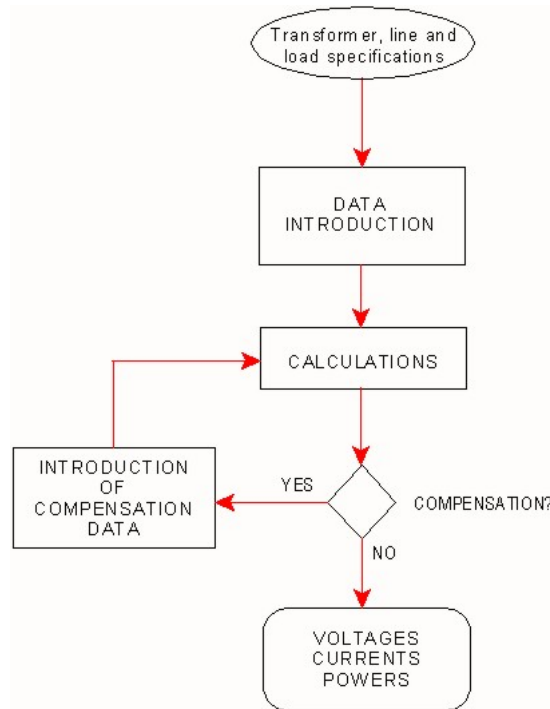 Transformer, line and
load specifications
DATA
INTRODUCTION
CALCULATIONS
INTRODUCTION
OF
COMPENSATION
DATA
YES
COMPENSATION?
NO
VOLTAGES
CURRENTS
POWERS